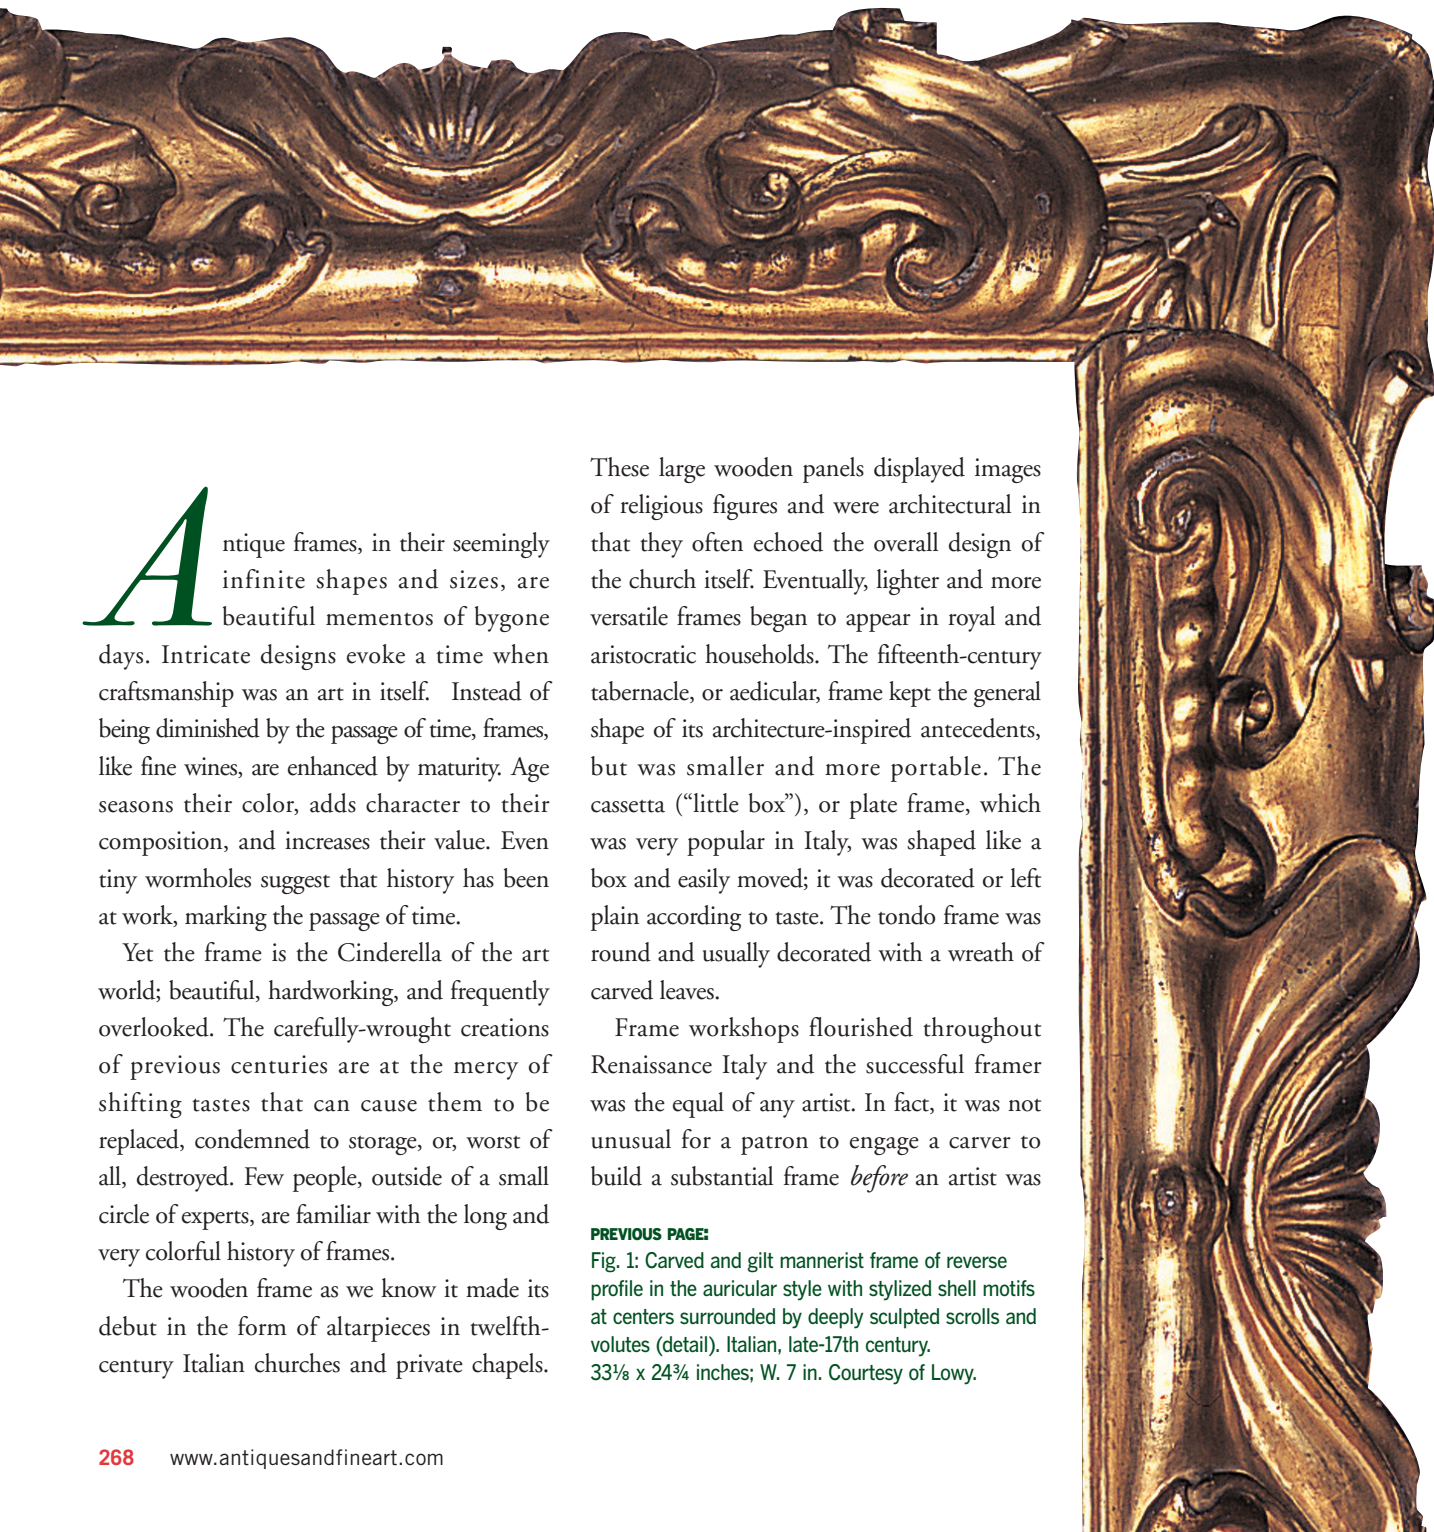 Antique frames, in their seemingly
infinite shapes and sizes, are
beautiful mementos of bygone
days. Intricate designs evoke a time when
craftsmanship was an art in itself.   Instead of
being diminished by the passage of time, frames,
like fine wines, are enhanced by maturity. Age
seasons their color, adds character to their
composition, and increases their value. Even
tiny wormholes suggest that history has been
at work, marking the passage of time.
Yet the frame is the Cinderella of the art
world; beautiful, hardworking, and frequently
overlooked. The carefully-wrought creations
of previous centuries are at the mercy of
shifting tastes that can cause them to be
replaced, condemned to storage, or, worst of
all, destroyed. Few people, outside of a small
circle of experts, are familiar with the long and
very colorful history of frames.
The wooden frame as we know it made its
debut in the form of altarpieces in twelfth-
century Italian churches and private chapels.
These large wooden panels displayed images
of religious figures and were architectural in
that they often echoed the overall design of
the church itself. Eventually, lighter and more
versatile frames began to appear in royal and
aristocratic households. The fifteenth-century
tabernacle, or aedicular, frame kept the general
shape of its architecture-inspired antecedents,
but was smaller and more portable. The
cassetta (“little box”), or plate frame, which
was very popular in Italy, was shaped like a
box and easily moved; it was decorated or left
plain according to taste. The tondo frame was
round and usually decorated with a wreath of
carved leaves.
Frame workshops flourished throughout
Renaissance Italy and the successful framer
was the equal of any artist. In fact, it was not
unusual for a patron to engage a carver to
build a substantial frame before an artist was
PREVIOUS PAGE:
Fig. 1: Carved and gilt mannerist frame of reverse
profile in the auricular style with stylized shell motifs
at centers surrounded by deeply sculpted scrolls and
volutes (detail). Italian, late-17th century.
33⅛ x 24¾ inches; W. 7 in. Courtesy of Lowy.
268 www.antiquesandfineart.com